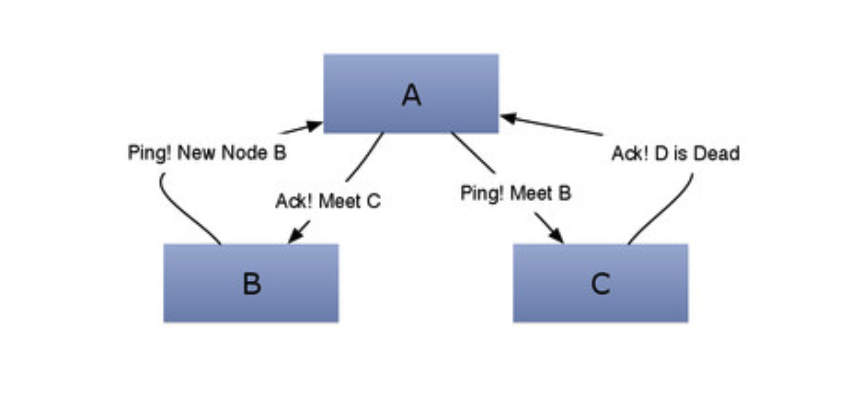 A
Ping! New Node B
Ack! D is Dead
Ack! Meet C
Ping! Meet B
B
C